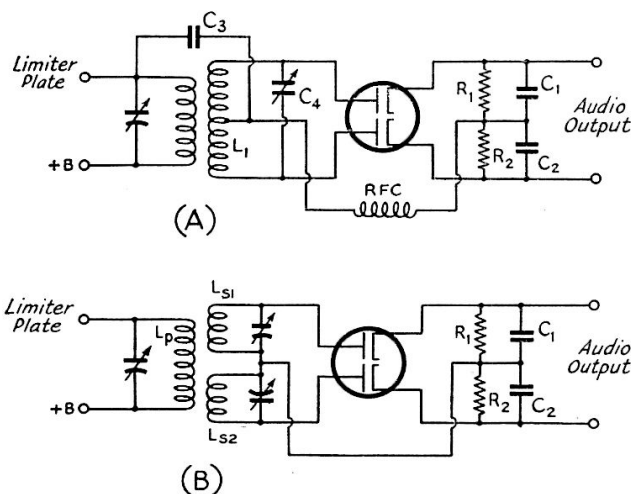 C3
Limiter
Plate
+B
L1
C4
R1
R2
C1
C2
Audio
Output
RFC
(A)
Limiter
Plate
+B
Lp
LS1
LS2
R1
R2
C1
C2
Audio
Output
(B)